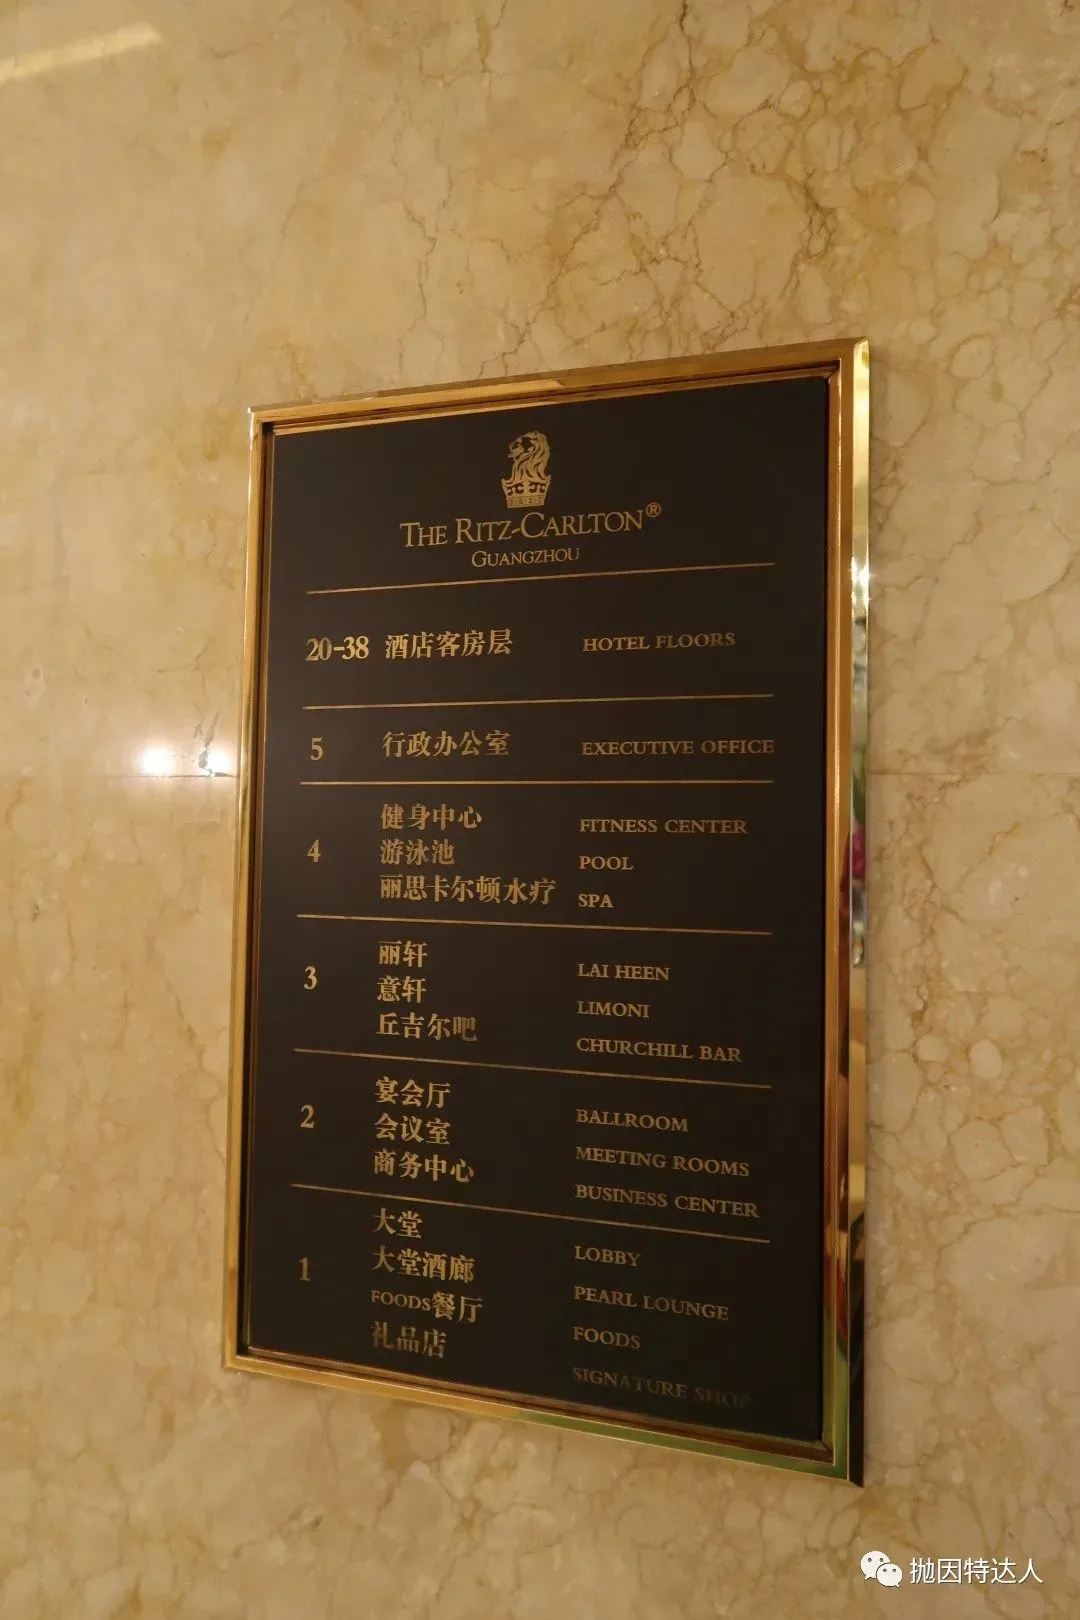 THE RITZ-CARLTON®
GUANGZHOU
20-38 酒店客房层 HOTEL FLOORS
5 行政办公室 EXECUTIVE OFFICE
健身中心 FITNESS CENTER
4 游泳池 POOL
丽思卡尔顿水疗 SPA
丽轩 LAI HEEN
3 意轩 LIMONI
丘吉尔吧 CHURCHILL BAR
宴会厅 BALLROOM
2 会议室 MEETING ROOMS
商务中心 BUSINESS CENTER
大堂 LOBBY
1 大堂酒廊 PEARL LOUNGE
FOODS餐厅 FOODS
礼品店 SIGNATURE SHOP
抛因特达人